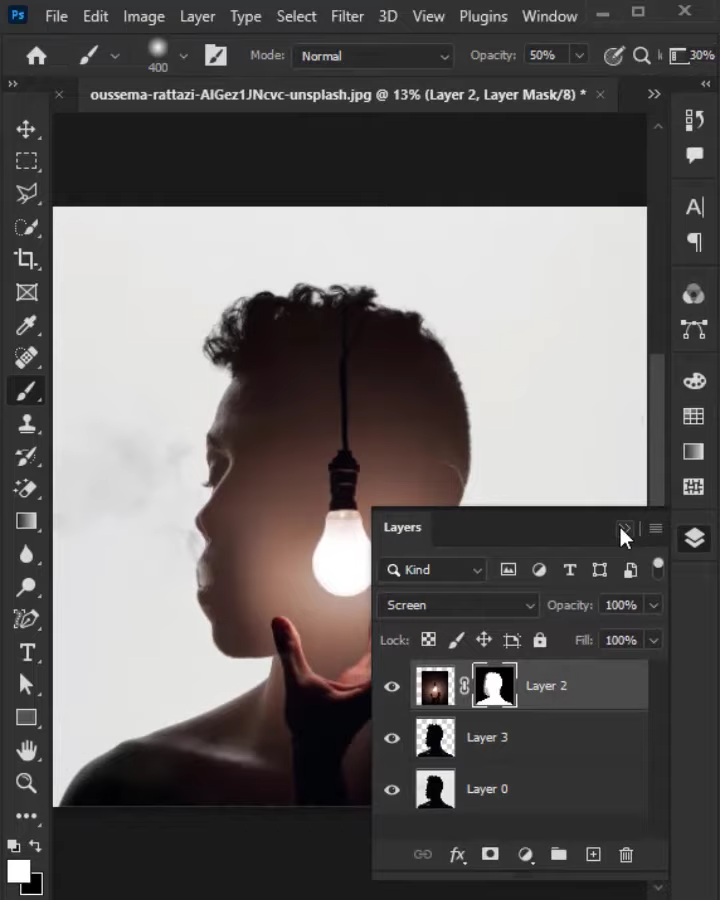 Ps File Edit Image Layer Type Select Filter 3D View Plugins Window
400 Mode: Normal Opacity: 50% 30%
oussema-rattazi-AlGez1JNcvc-unsplash.jpg @ 13% (Layer 2, Layer Mask/8) *
Layers
Kind
Screen Opacity: 100%
Lock: Fill: 100%
Layer 2
Layer 3
Layer 0